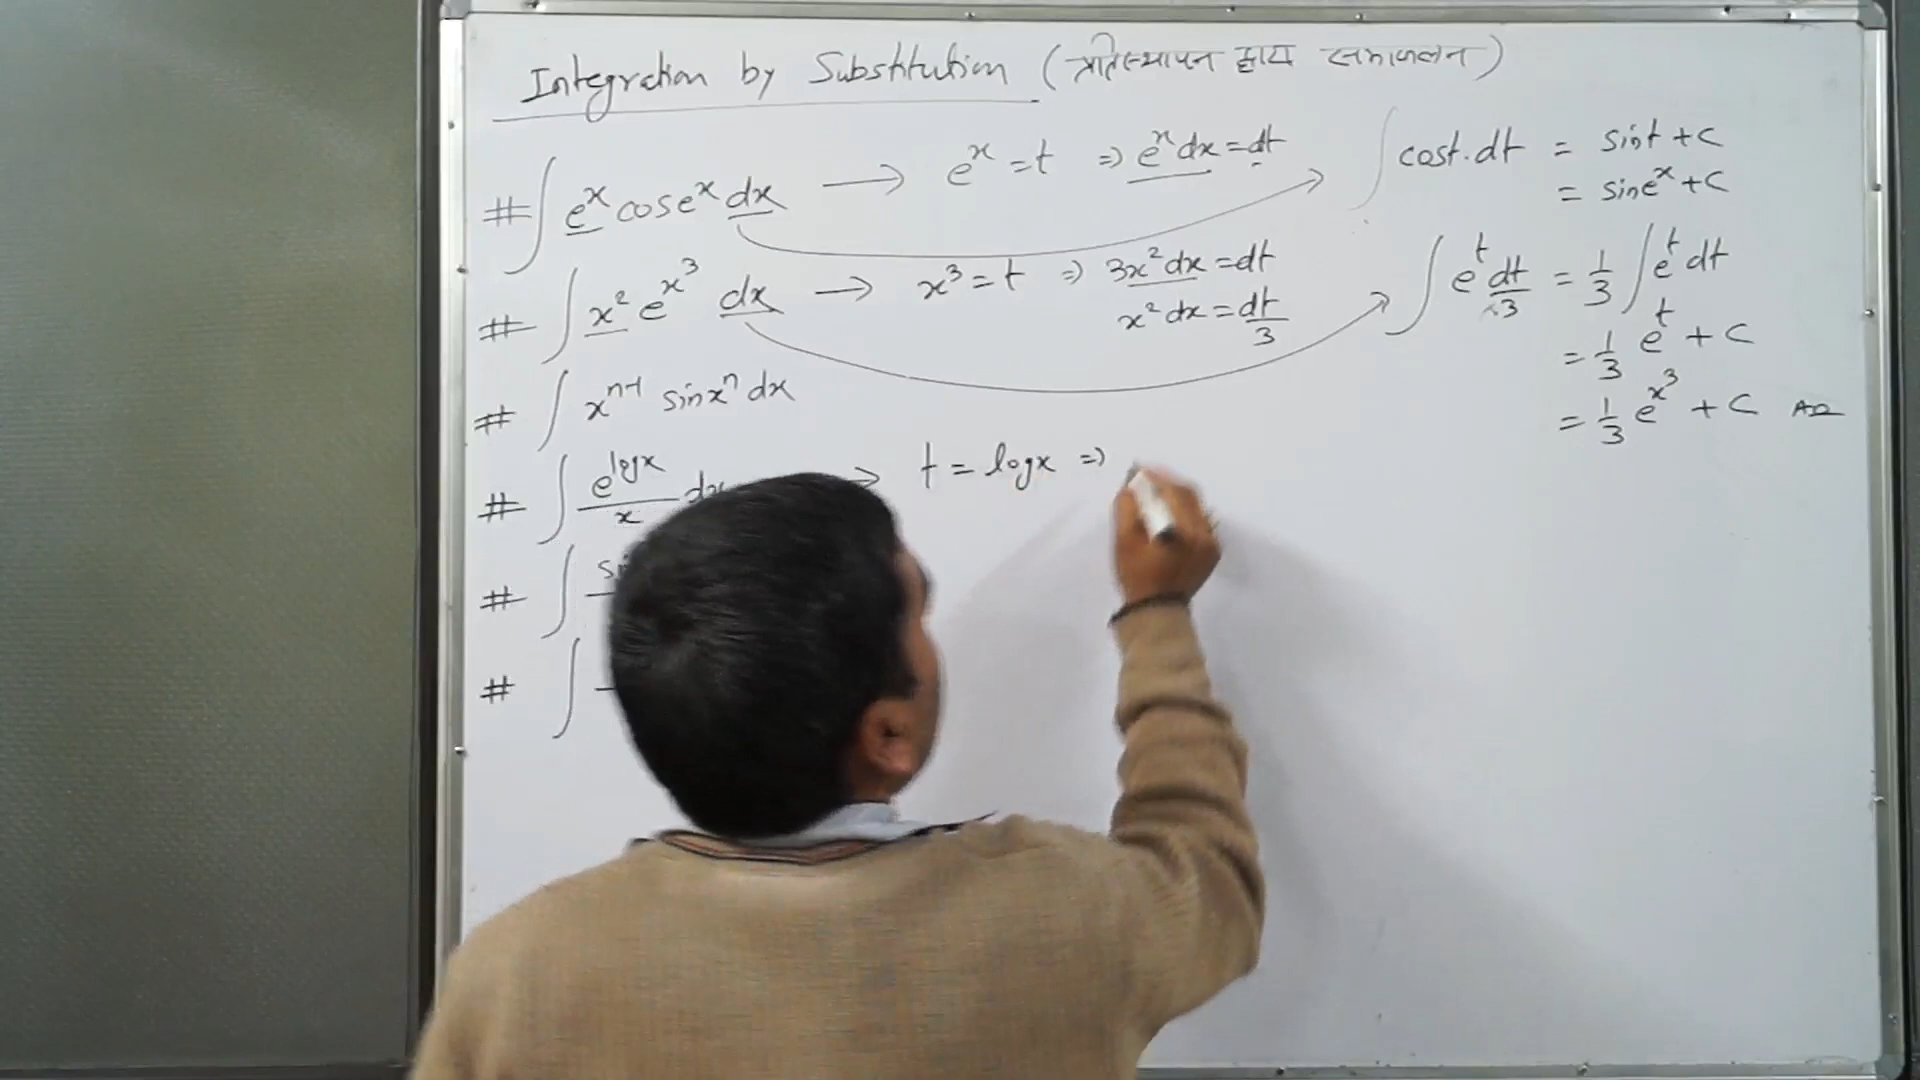 Integration by Substitution (प्रतिस्थापन द्वारा समाकलन)
# ∫ e^x cos e^x dx → e^x = t ⇒ e^x dx = dt ∫ cos t . dt = sin t + C
= sin e^x + C
# ∫ x² e^{x³} dx → x³ = t ⇒ 3x² dx = dt ∫ e^t dt/3 = 1/3 ∫ e^t dt
x² dx = dt/3
= 1/3 e^t + C
# ∫ x^{n-1} sin x^n dx
= 1/3 e^{x³} + C
# ∫ e^{log x}/x dx → t = log x ⇒
# ∫
# ∫